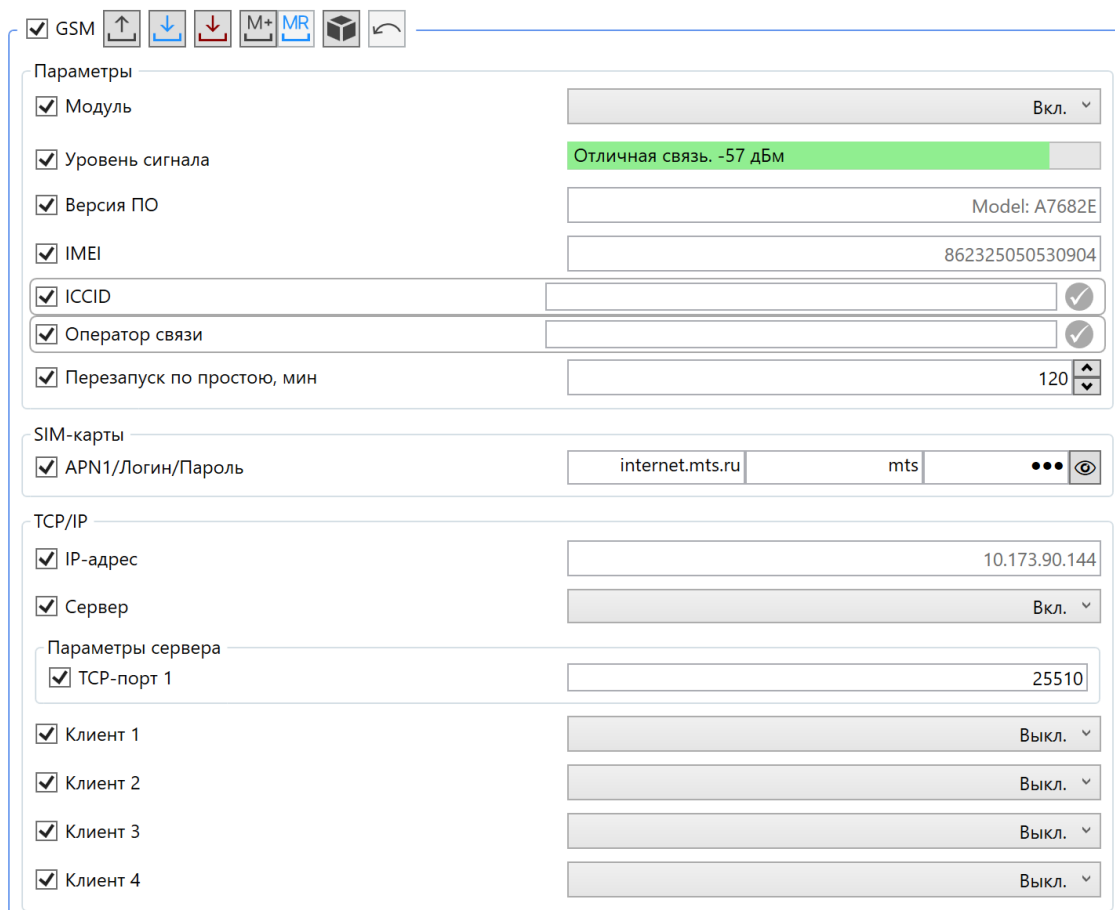 GSM M+ MR
Параметры
Модуль Вкл.
Уровень сигнала Отличная связь. -57 дБм
Версия ПО Model: A7682E
IMEI 862325050530904
ICCID
Оператор связи
Перезапуск по простою, мин 120
SIM-карты
APN1/Логин/Пароль internet.mts.ru mts •••
TCP/IP
IP-адрес 10.173.90.144
Сервер Вкл.
Параметры сервера
TCP-порт 1 25510
Клиент 1 Выкл.
Клиент 2 Выкл.
Клиент 3 Выкл.
Клиент 4 Выкл.